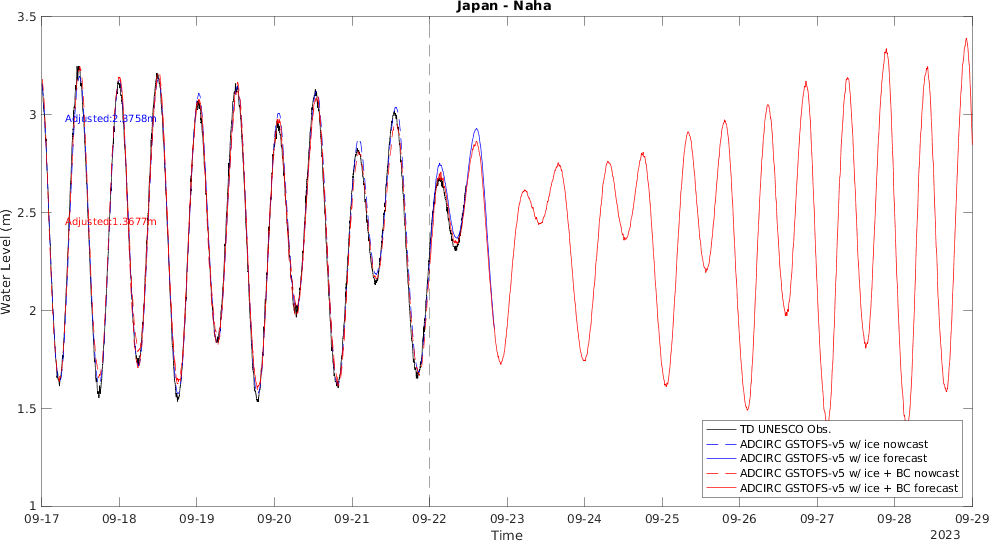 Japan - Naha
3.5
3
2.5
2
1.5
1
Water Level (m)
Adjusted:2.3758m
Adjusted:1.3677m
TD UNESCO Obs.
ADCIRC GSTOFS-v5 w/ ice nowcast
ADCIRC GSTOFS-v5 w/ ice forecast
ADCIRC GSTOFS-v5 w/ ice + BC nowcast
ADCIRC GSTOFS-v5 w/ ice + BC forecast
09-17 09-18 09-19 09-20 09-21 09-22 09-23 09-24 09-25 09-26 09-27 09-28 09-29
Time
2023